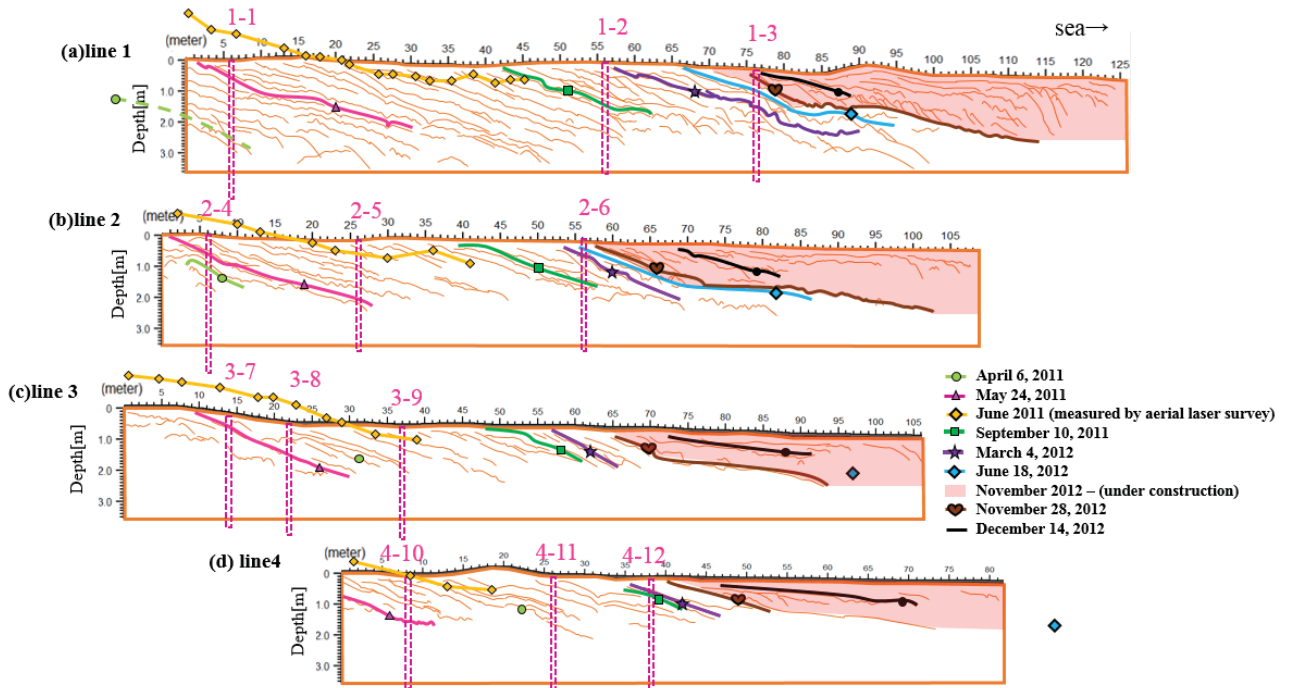 sea→
1-1 1-2 1-3
(a)line 1
(meter) 5 10 15 20 25 30 35 40 45 50 55 60 65 70 75 80 85 90 95 100 105 110 115 120 125
Depth[m]
0
1.0
2.0
3.0
(b)line 2
2-4 2-5 2-6
(meter) 5 10 15 20 25 30 35 40 45 50 55 60 65 70 75 80 85 90 95 100 105
Depth[m]
0
1.0
2.0
3.0
(c)line 3
3-7 3-8 3-9
(meter) 5 10 15 20 25 30 35 40 45 50 55 60 65 70 75 80 85 90 95 100 105
Depth[m]
0
1.0
2.0
3.0
April 6, 2011
May 24, 2011
June 2011 (measured by aerial laser survey)
September 10, 2011
March 4, 2012
June 18, 2012
November 2012 – (under construction)
November 28, 2012
December 14, 2012
(d) line4
4-10 4-11 4-12
(meter) 5 10 15 20 25 30 35 40 45 50 55 60 65 70 75 80
Depth[m]
0
1.0
2.0
3.0